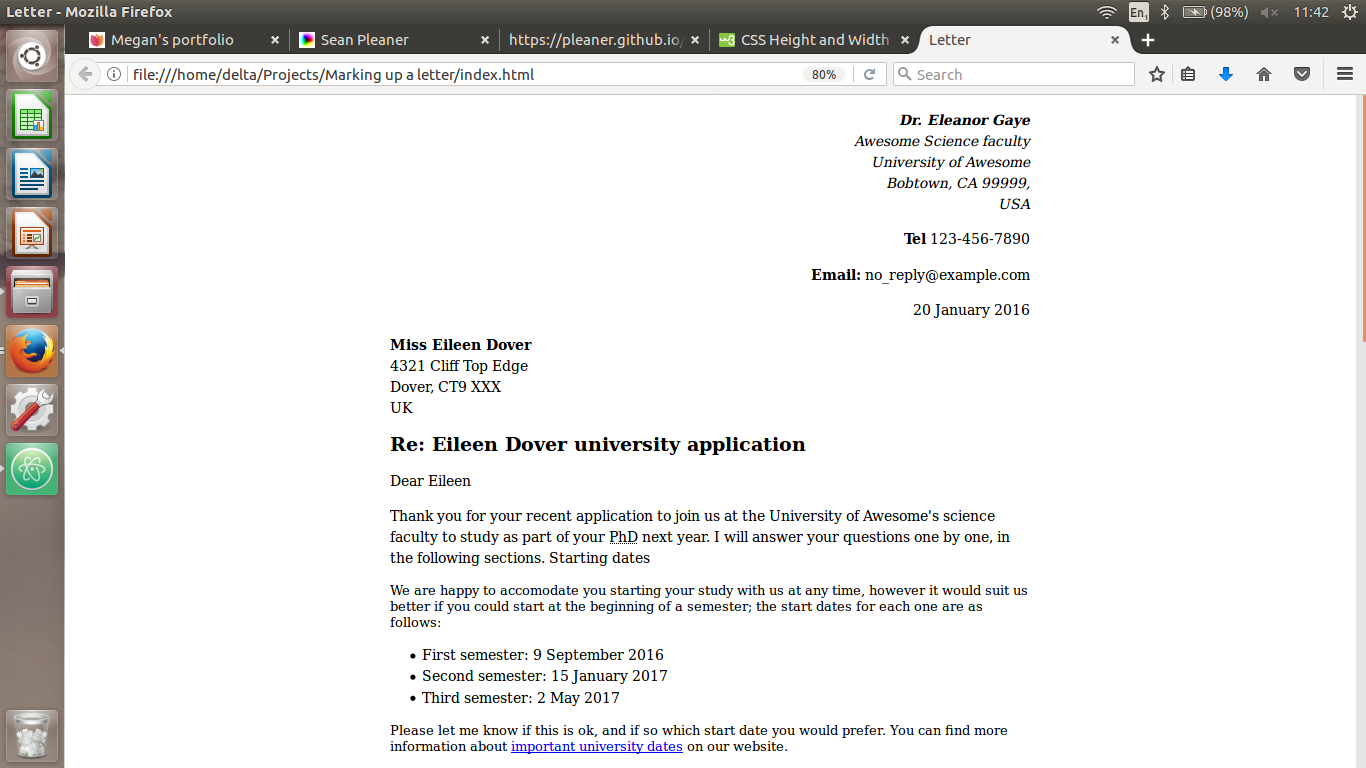 Letter - Mozilla Firefox
En1
(98%)
11:42
Megan's portfolio
Sean Pleaner
https://pleaner.github.io/
CSS Height and Width
Letter
file:///home/delta/Projects/Marking up a letter/index.html
80%
Search
Dr. Eleanor Gaye
Awesome Science faculty
University of Awesome
Bobtown, CA 99999,
USA
Tel 123-456-7890
Email: no_reply@example.com
20 January 2016
Miss Eileen Dover
4321 Cliff Top Edge
Dover, CT9 XXX
UK
Re: Eileen Dover university application
Dear Eileen
Thank you for your recent application to join us at the University of Awesome's science
faculty to study as part of your PhD next year. I will answer your questions one by one, in
the following sections. Starting dates
We are happy to accomodate you starting your study with us at any time, however it would suit us
better if you could start at the beginning of a semester; the start dates for each one are as
follows:
• First semester: 9 September 2016
• Second semester: 15 January 2017
• Third semester: 2 May 2017
Please let me know if this is ok, and if so which start date you would prefer. You can find more
information about important university dates on our website.